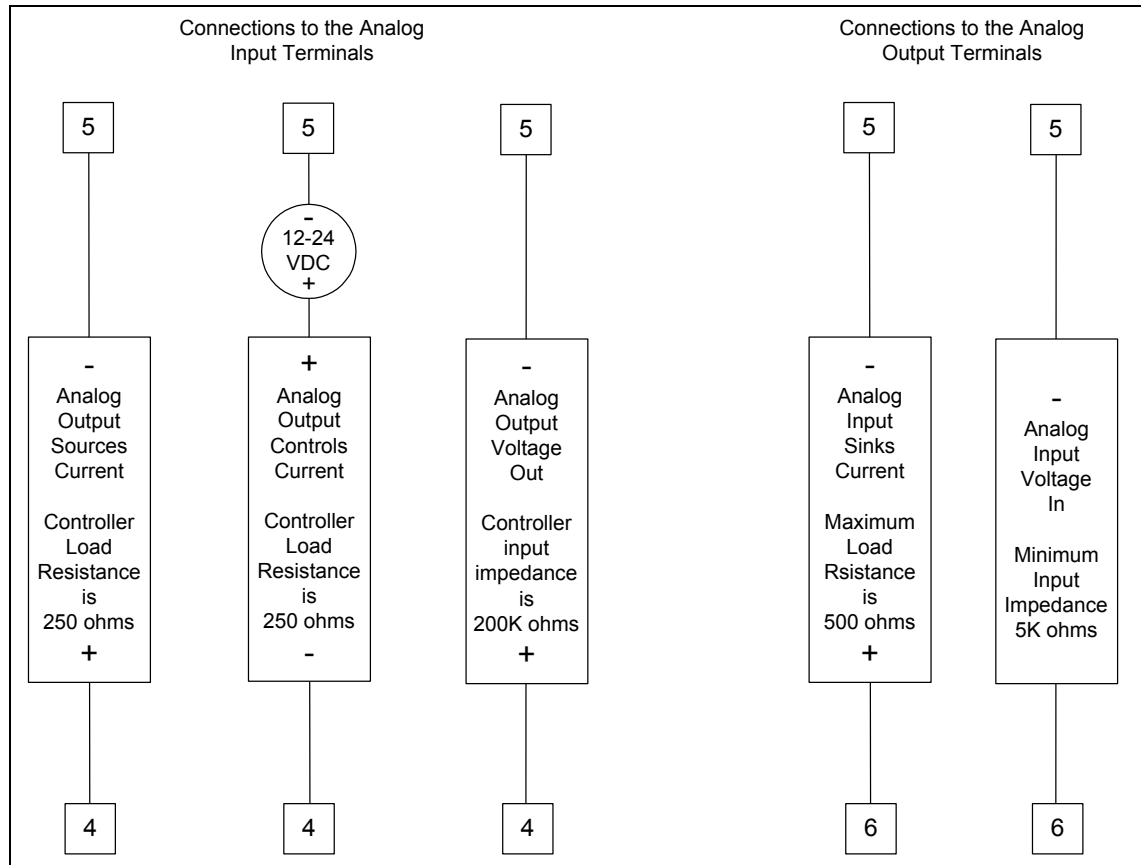 Connections to the Analog
Input Terminals
Connections to the Analog
Output Terminals
5
-
Analog
Output
Sources
Current
Controller
Load
Resistance
is
250 ohms
+
4
5
-
12-24
VDC
+
+
Analog
Output
Controls
Current
Controller
Load
Resistance
is
250 ohms
-
4
5
-
Analog
Output
Voltage
Out
Controller
input
impedance
is
200K ohms
+
4
5
-
Analog
Input
Sinks
Current
Maximum
Load
Rsistance
is
500 ohms
+
6
5
-
Analog
Input
Voltage
In
Minimum
Input
Impedance
5K ohms
6